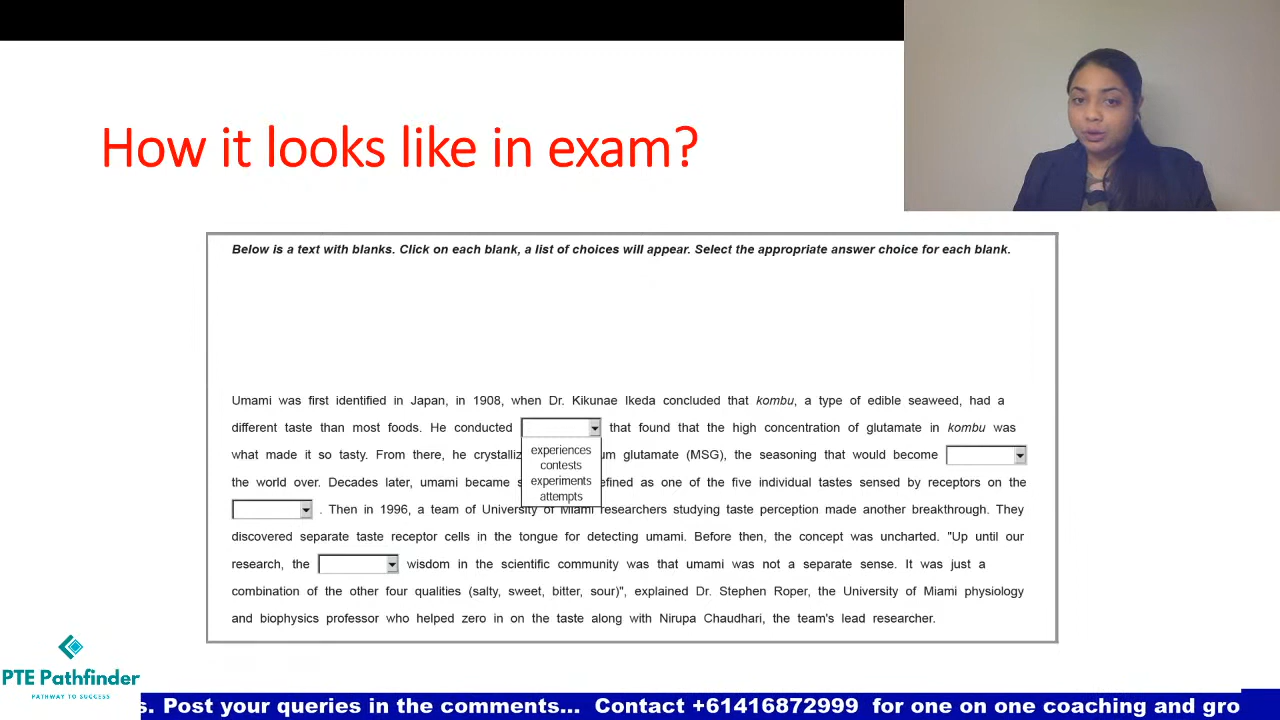 How it looks like in exam?
Below is a text with blanks. Click on each blank, a list of choices will appear. Select the appropriate answer choice for each blank.
Umami was first identified in Japan, in 1908, when Dr. Kikunae Ikeda concluded that kombu, a type of edible seaweed, had a
different taste than most foods. He conducted that found that the high concentration of glutamate in kombu was
experiences
contests
experiments
attempts
what made it so tasty. From there, he glutamate (MSG), the seasoning that would become
the world over. Decades later, umami became as one of the five individual tastes sensed by receptors on the
. Then in 1996, a team of University of Miami researchers studying taste perception made another breakthrough. They
discovered separate taste receptor cells in the tongue for detecting umami. Before then, the concept was uncharted. "Up until our
research, the wisdom in the scientific community was that umami was not a separate sense. It was just a
combination of the other four qualities (salty, sweet, bitter, sour)", explained Dr. Stephen Roper, the University of Miami physiology
and biophysics professor who helped zero in on the taste along with Nirupa Chaudhari, the team's lead researcher.
PTE Pathfinder
PATHWAY TO SUCCESS
s. Post your queries in the comments... Contact +61416872999 for one on one coaching and gro